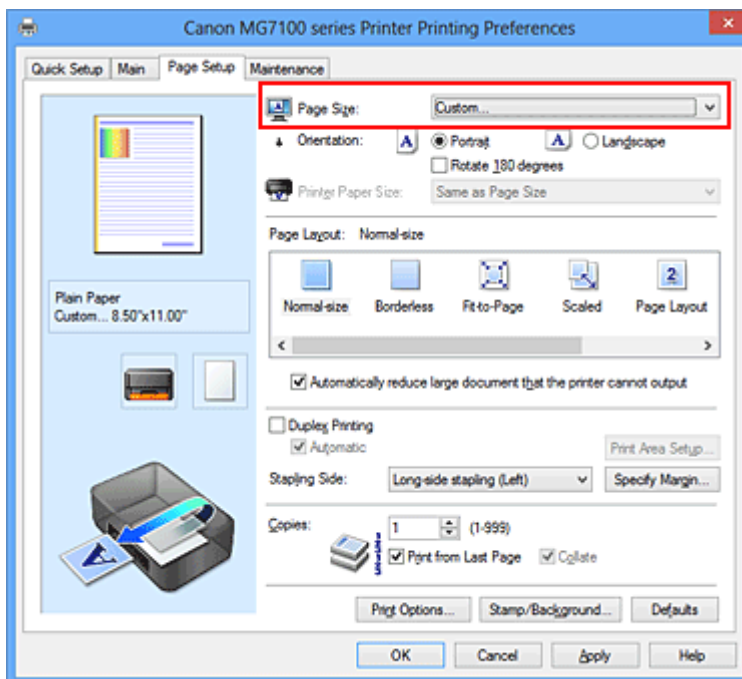 Canon MG7100 series Printer Printing Preferences
Quick Setup Main Page Setup Maintenance
Page Size: Custom...
Orientation: A Portrait A Landscape
Rotate 180 degrees
Printer Paper Size: Same as Page Size
Page Layout: Normal-size
Normal-size Borderless Fit-to-Page Scaled Page Layout
Plain Paper
Custom... 8.50"x11.00"
Automatically reduce large document that the printer cannot output
Duplex Printing
Automatic Print Area Setup...
Stapling Side: Long-side stapling (Left) Specify Margin...
Copies: 1 (1-999)
Print from Last Page Collate
Print Options... Stamp/Background... Defaults
OK Cancel Apply Help